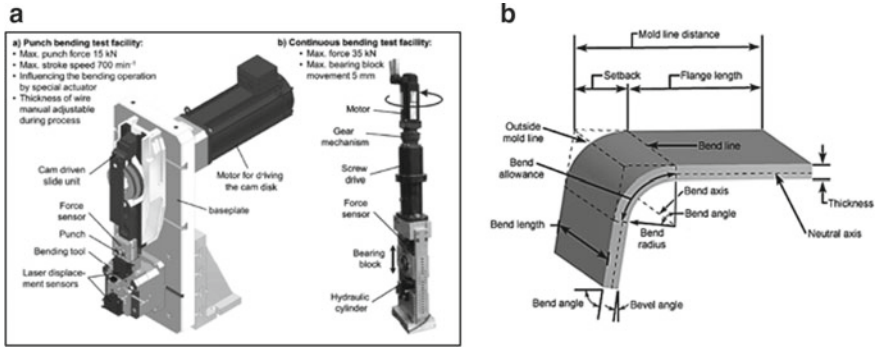 a
a) Punch bending test facility:
• Max. punch force 15 kN
• Max. stroke speed 700 min⁻¹
• Influencing the bending operation
by special actuator
• Thickness of wire
manual adjustable
during process
Cam driven
slide unit
Force
sensor
Punch
Bending tool
Laser displace-
ment sensors
Motor for driving
the cam disk
baseplate
b) Continuous bending test facility:
• Max. force 35 kN
• Max. bearing block
movement 5 mm
Motor
Gear
mechanism
Screw
drive
Force
sensor
Bearing
block
Hydraulic
cylinder
b
Mold line distance
Setback
Flange length
Outside
mold line
Bend line
Bend
allowance
Bend axis
Thickness
Bend angle
Bend length
Bend
radius
Neutral axis
Bend angle
Bevel angle